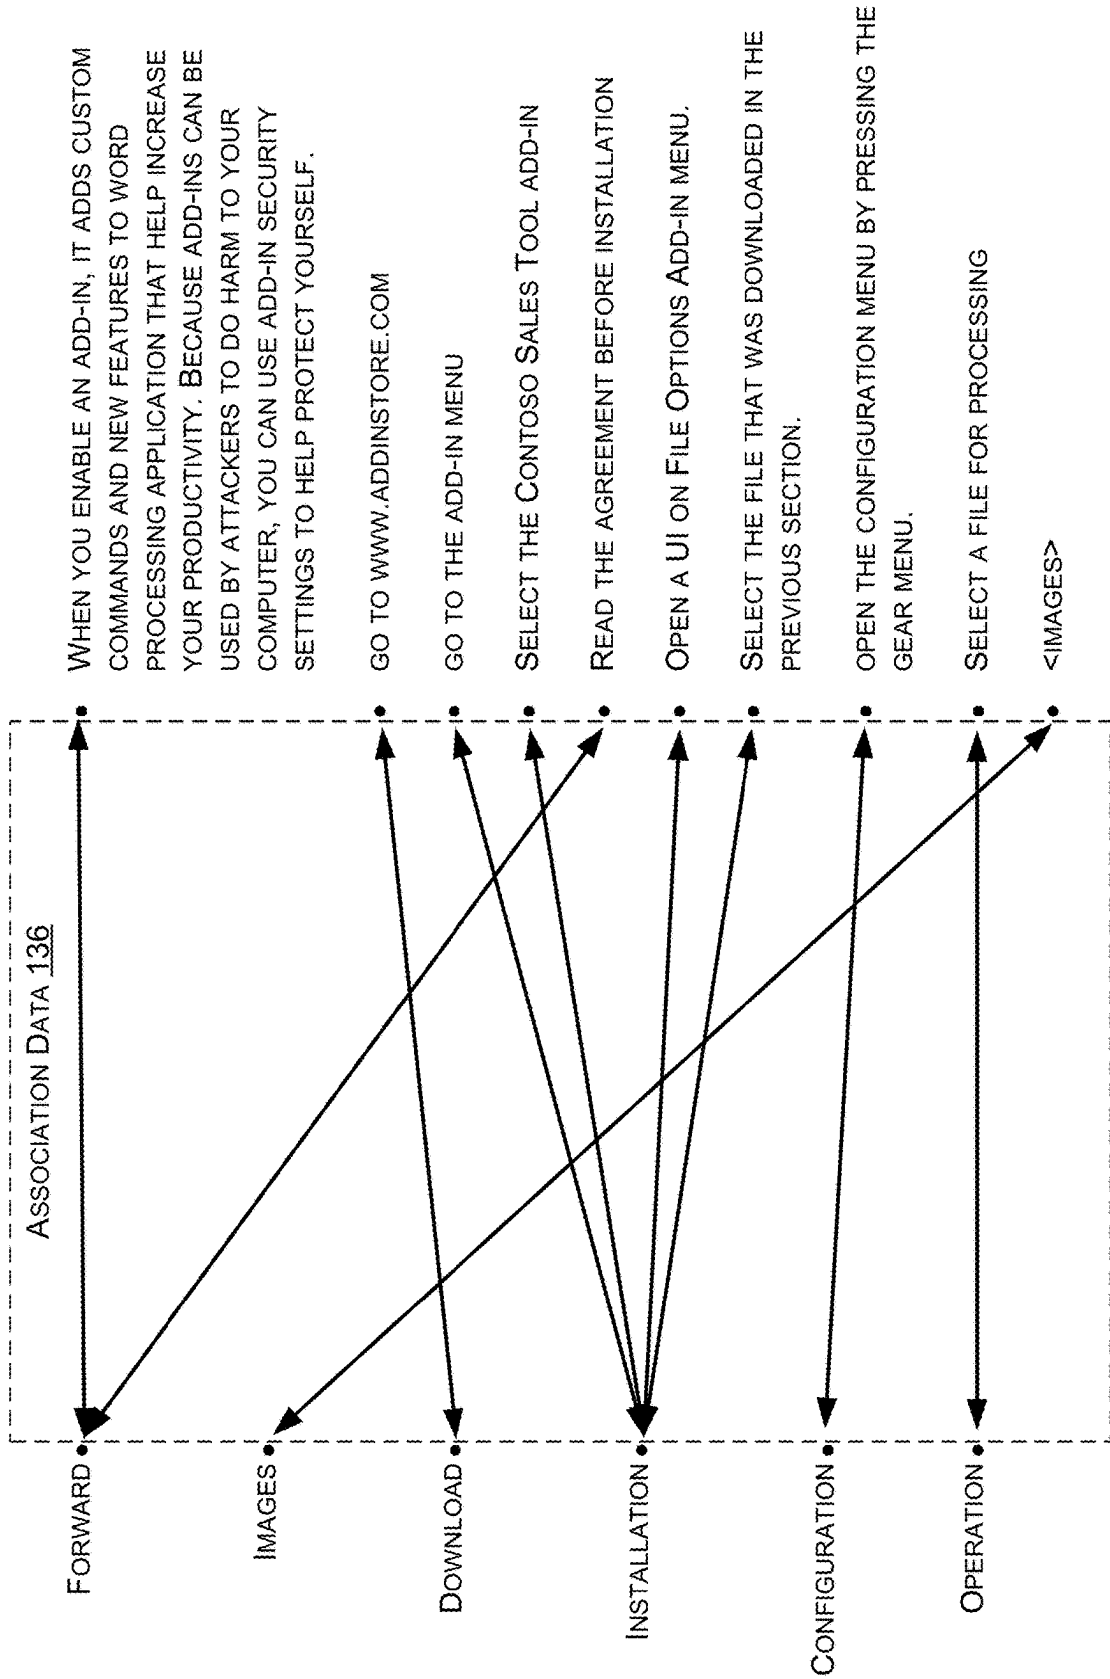 ASSOCIATION DATA 136
FORWARD
IMAGES
DOWNLOAD
INSTALLATION
CONFIGURATION
OPERATION
WHEN YOU ENABLE AN ADD-IN, IT ADDS CUSTOM
COMMANDS AND NEW FEATURES TO WORD
PROCESSING APPLICATION THAT HELP INCREASE
YOUR PRODUCTIVITY. BECAUSE ADD-INS CAN BE
USED BY ATTACKERS TO DO HARM TO YOUR
COMPUTER, YOU CAN USE ADD-IN SECURITY
SETTINGS TO HELP PROTECT YOURSELF.
GO TO WWW.ADDINSTORE.COM
GO TO THE ADD-IN MENU
SELECT THE CONTOSO SALES TOOL ADD-IN
READ THE AGREEMENT BEFORE INSTALLATION
OPEN A UI ON FILE OPTIONS ADD-IN MENU.
SELECT THE FILE THAT WAS DOWNLOADED IN THE
PREVIOUS SECTION.
OPEN THE CONFIGURATION MENU BY PRESSING THE
GEAR MENU.
SELECT A FILE FOR PROCESSING
<IMAGES>